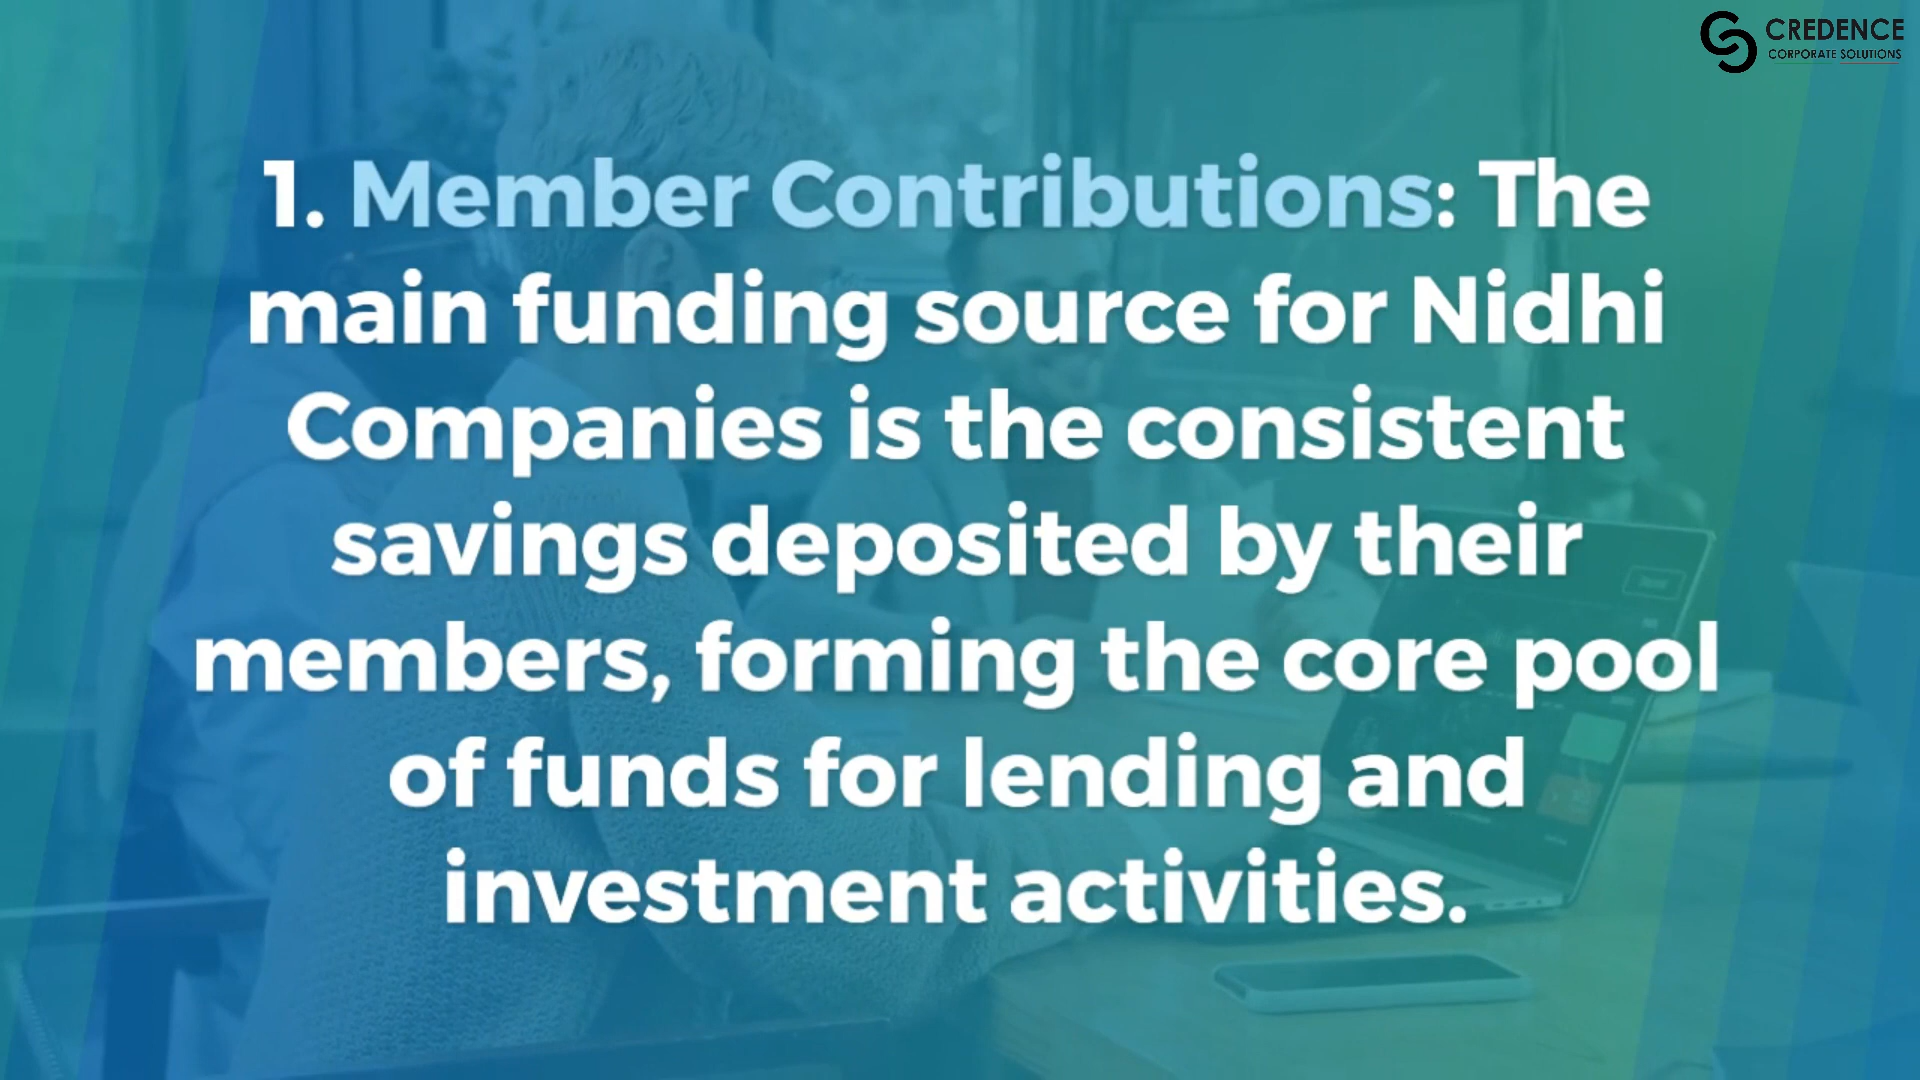 CREDENCE
CORPORATE SOLUTIONS
1. Member Contributions: The
main funding source for Nidhi
Companies is the consistent
savings deposited by their
members, forming the core pool
of funds for lending and
investment activities.